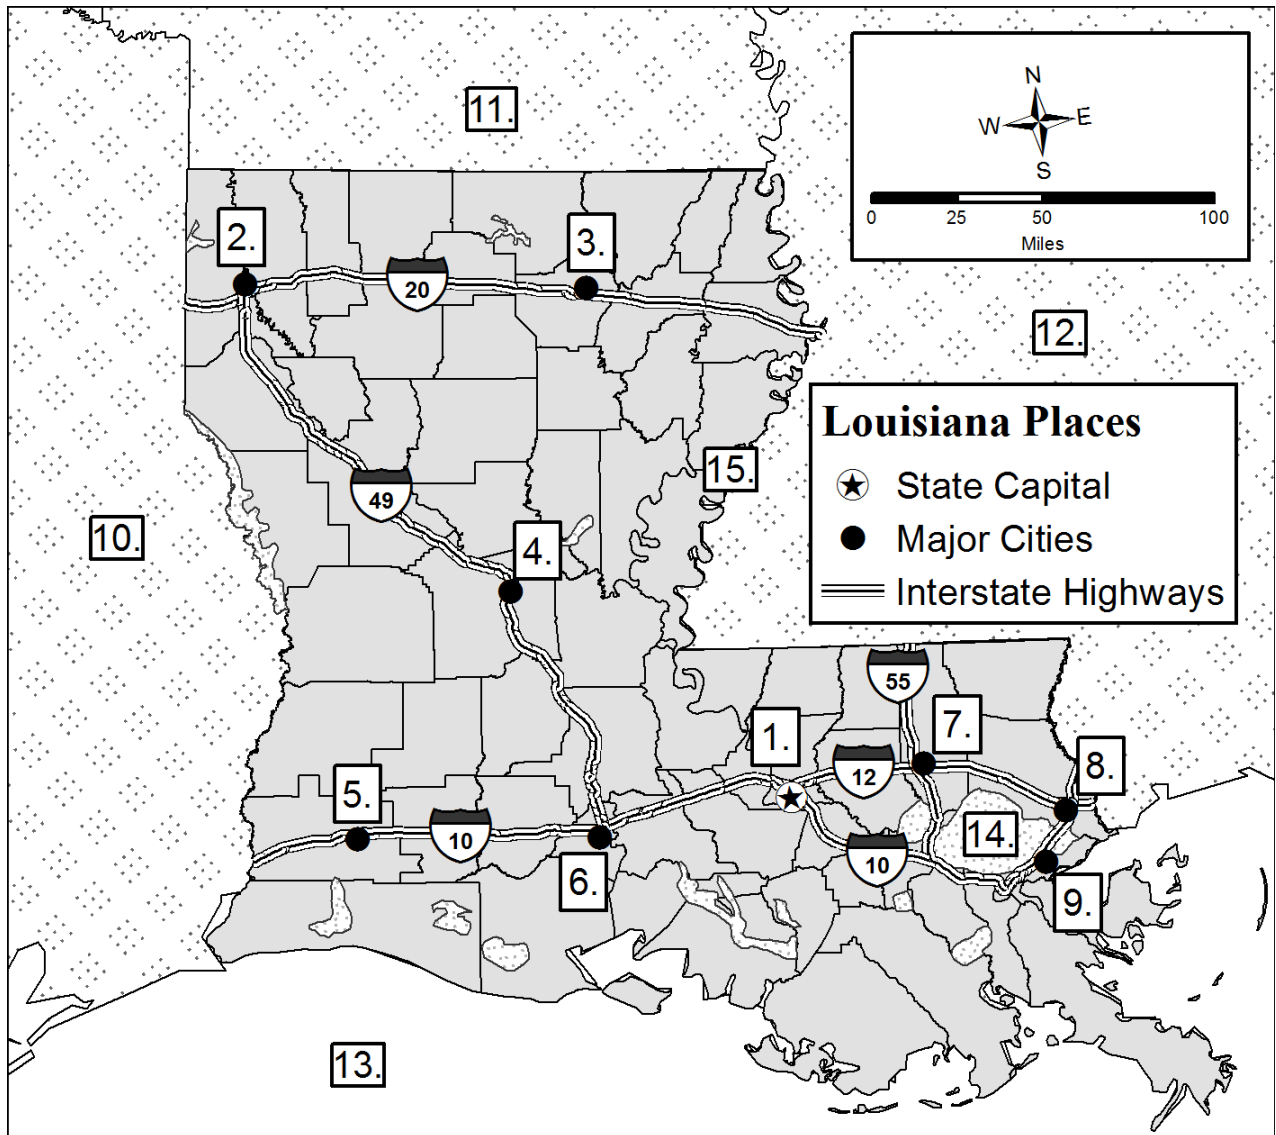 11.
N
W E
S
0 25 50 100
Miles
2.
3.
20
12.
Louisiana Places
State Capital
Major Cities
Interstate Highways
15.
49
10.
4.
55
7.
1.
8.
12
5.
10
14.
10
6.
9.
13.